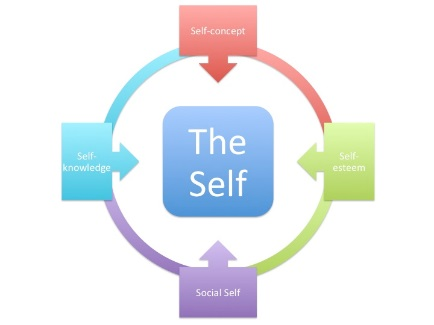 Self-concept
Self-
knowledge
The
Self
Self-
esteem
Social Self